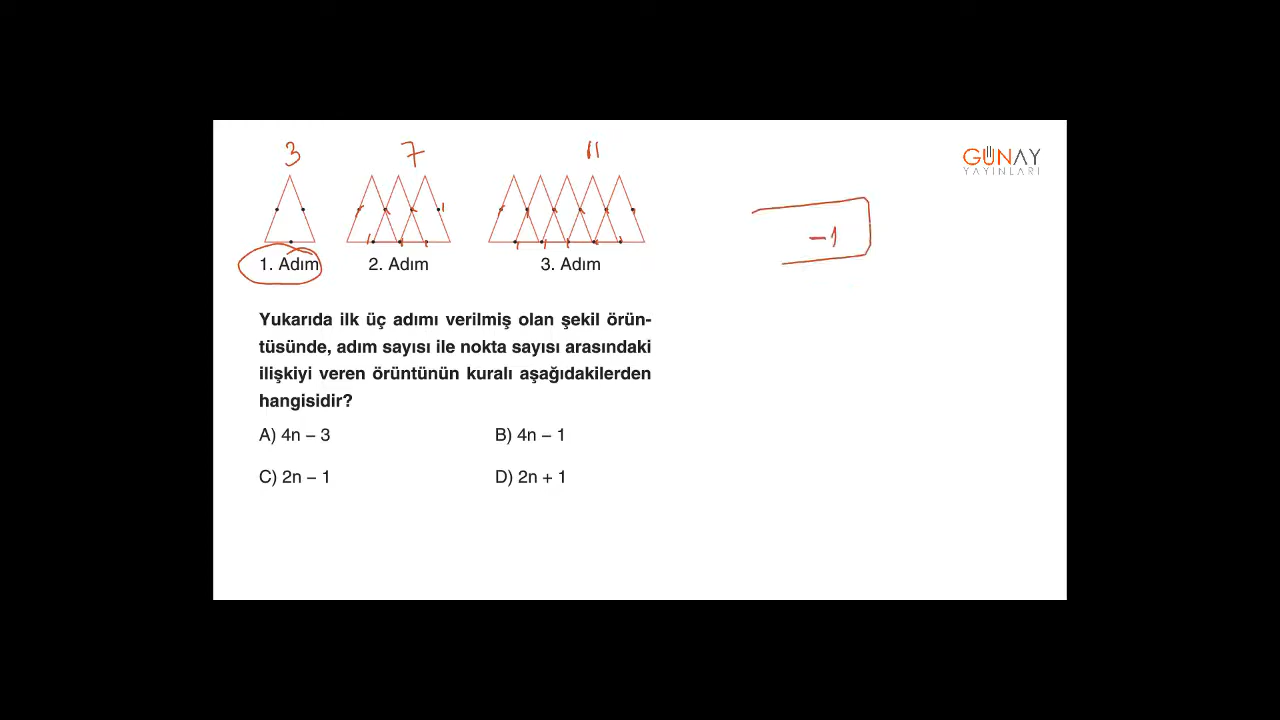 3 7 11
GÜNAY
YAYINLARI
-1
1. Adım 2. Adım 3. Adım
Yukarıda ilk üç adımı verilmiş olan şekil örün-
tüsünde, adım sayısı ile nokta sayısı arasındaki
ilişkiyi veren örüntünün kuralı aşağıdakilerden
hangisidir?
A) 4n – 3 B) 4n – 1
C) 2n – 1 D) 2n + 1